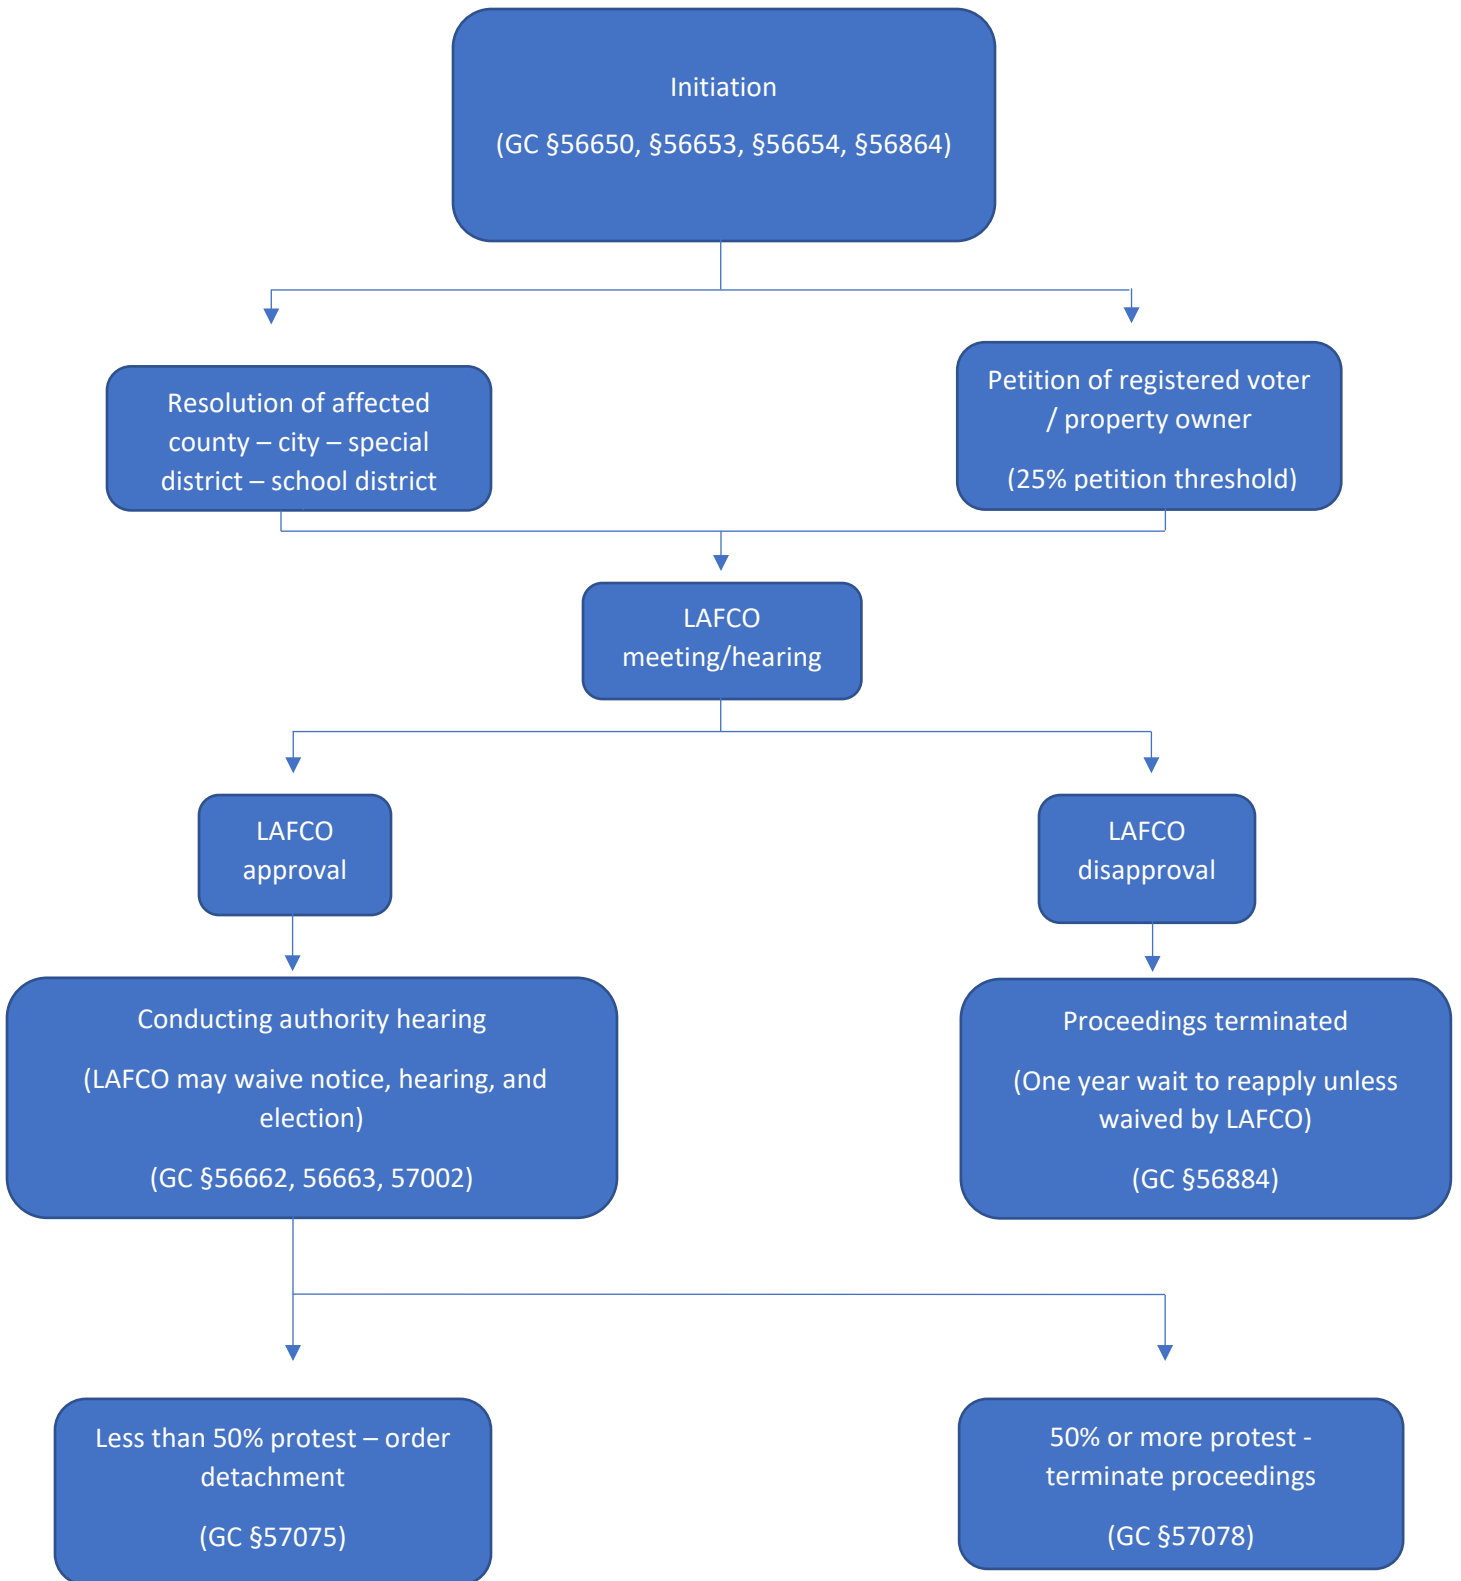 Initiation
(GC §56650, §56653, §56654, §56864)
Resolution of affected
county – city – special
district – school district
Petition of registered voter
/ property owner
(25% petition threshold)
LAFCO
meeting/hearing
LAFCO
approval
LAFCO
disapproval
Conducting authority hearing
(LAFCO may waive notice, hearing, and
election)
(GC §56662, 56663, 57002)
Proceedings terminated
(One year wait to reapply unless
waived by LAFCO)
(GC §56884)
Less than 50% protest – order
detachment
(GC §57075)
50% or more protest -
terminate proceedings
(GC §57078)